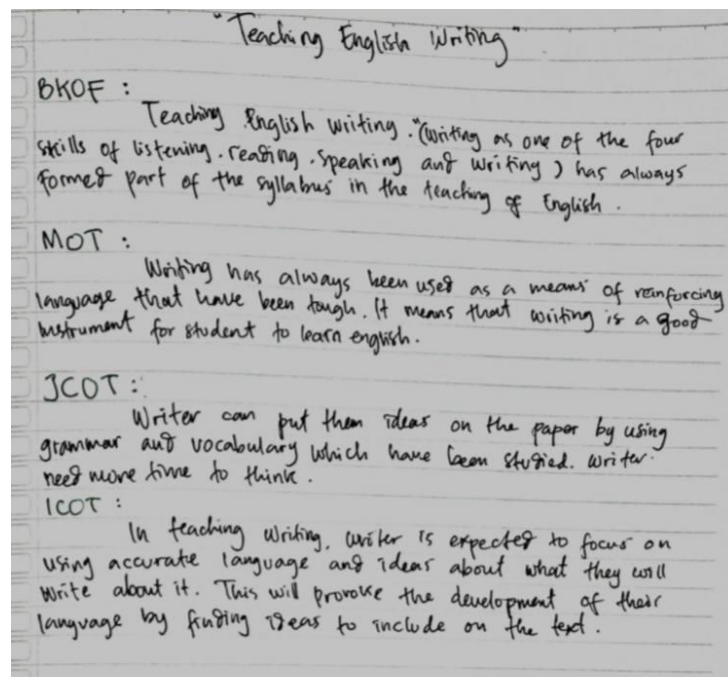 "Teaching English Writing"
BKOF :
Teaching English writing. "(writing as one of the four
skills of listening, reading, speaking and writing) has always
formed part of the syllabus in the teaching of English.
MOT :
Writing has always been used as a means of reinforcing
language that have been tough. It means that writing is a good
instrument for student to learn english.
JCOT :
Writer can put them ideas on the paper by using
grammar and vocabulary which have been studied. Writer
need more time to think.
ICOT :
In teaching writing, writer is expected to focus on
using accurate language and ideas about what they will
write about it. This will provoke the development of their
language by finding ideas to include on the text.